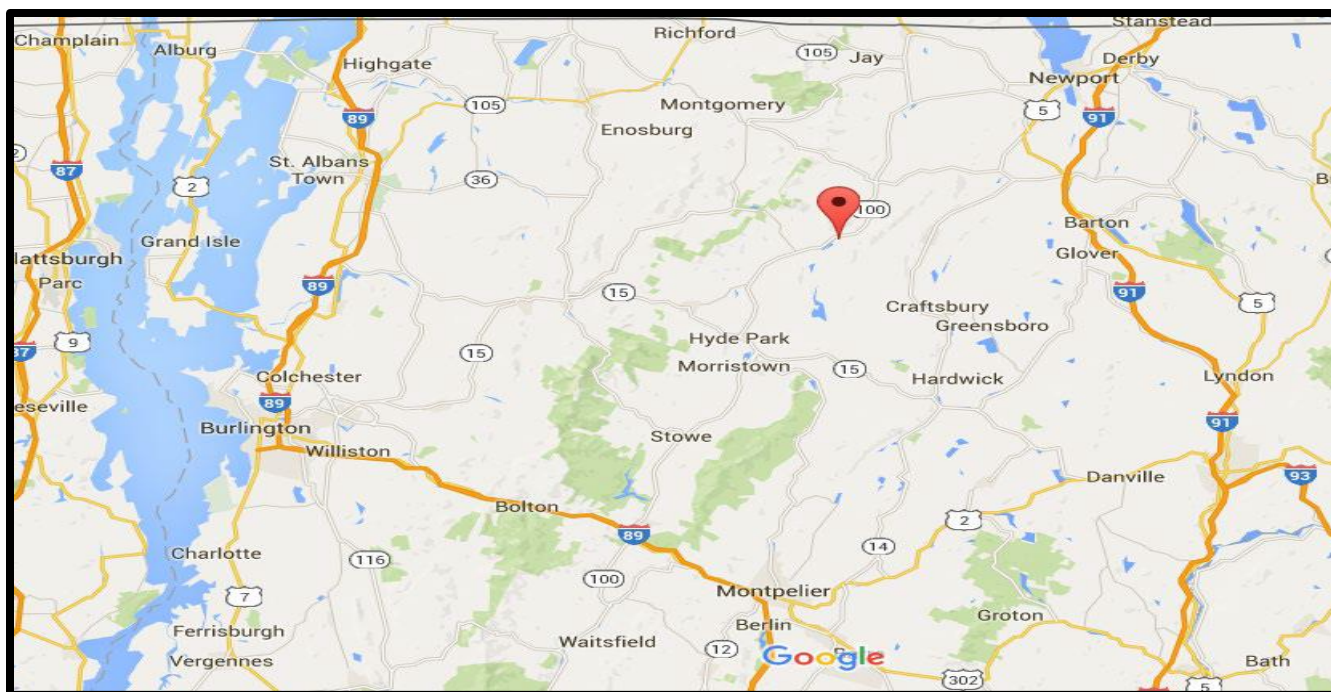 Stanstead
Champlain
Richford
Alburg
105
Jay
Derby
Highgate
Newport
105
Montgomery
5
91
89
Enosburg
St. Albans
Town
87
36
2
100
Barton
Grand Isle
Glover
lattsburgh
Parc
89
15
91
5
Craftsbury
Greensboro
9
Hyde Park
87
15
Morristown
15
Colchester
Hardwick
Lyndon
89
eseville
Burlington
Stowe
91
Williston
93
Danville
Bolton
2
89
14
Charlotte
116
100
7
Montpelier
Groton
Ferrisburgh
Berlin
Waitsfield
12
Google
Vergennes
Bath
302
5